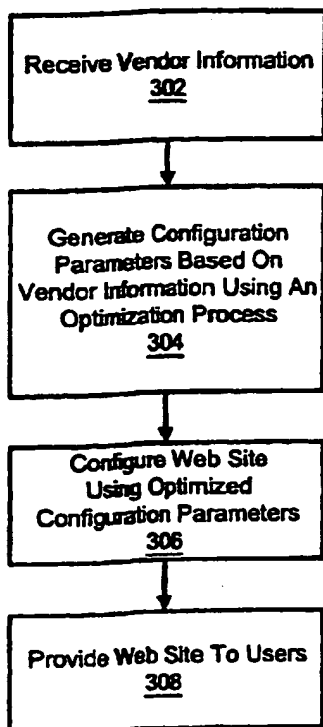 Receive Vendor Information
302
Generate Configuration
Parameters Based On
Vendor Information Using An
Optimization Process
304
Configure Web Site
Using Optimized
Configuration Parameters
306
Provide Web Site To Users
308